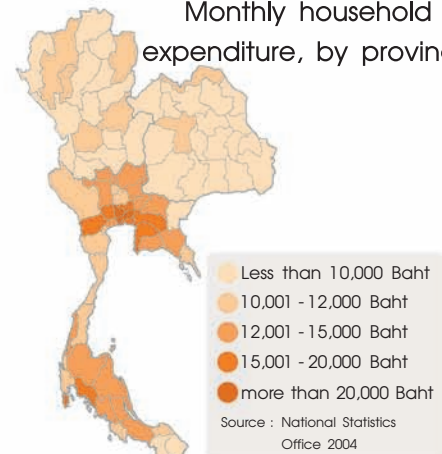 Monthly household
expenditure, by provin
Less than 10,000 Baht
10,001 - 12,000 Baht
12,001 - 15,000 Baht
15,001 - 20,000 Baht
more than 20,000 Baht
Source : National Statistics
Office 2004